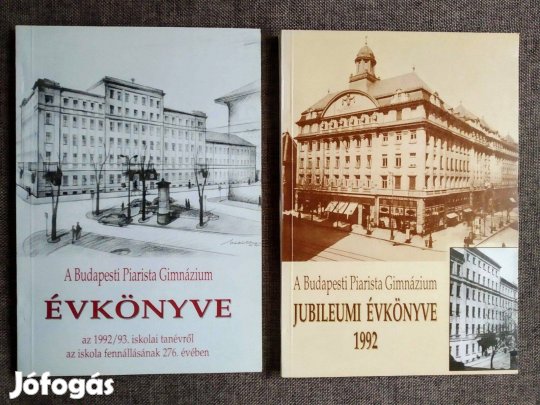 A Budapesti Piarista Gimnázium
ÉVKÖNYVE
az 1992/93. iskolai tanévről
az iskola fennállásának 276. évében
A Budapesti Piarista Gimnázium
JUBILEUMI ÉVKÖNYVE
1992
Jófogás